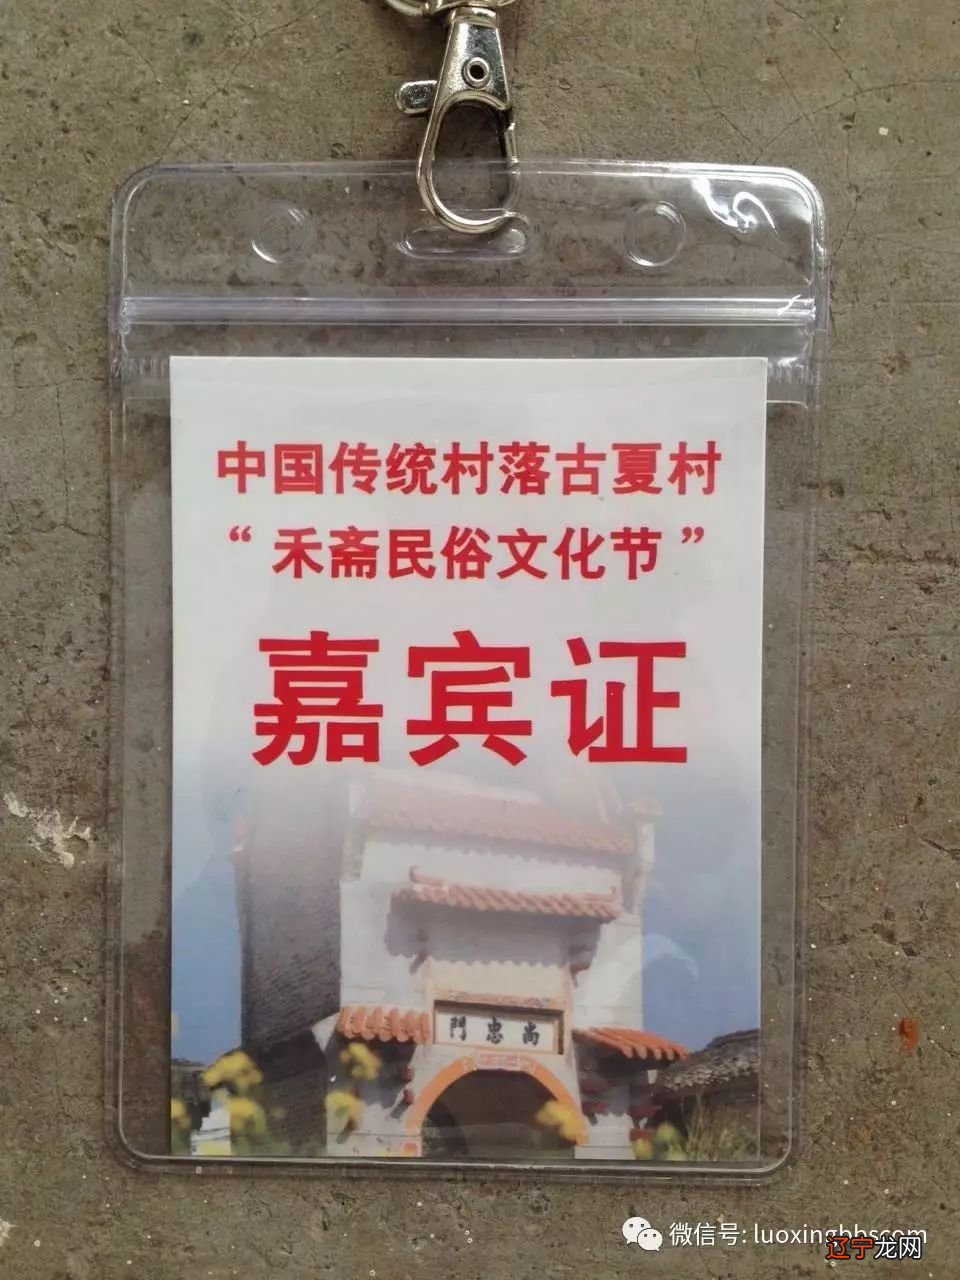 中国传统村落古夏村
“禾斋民俗文化节”
嘉宾证
門忠尚
微信号: luoxingbbscom
辽宁龙网